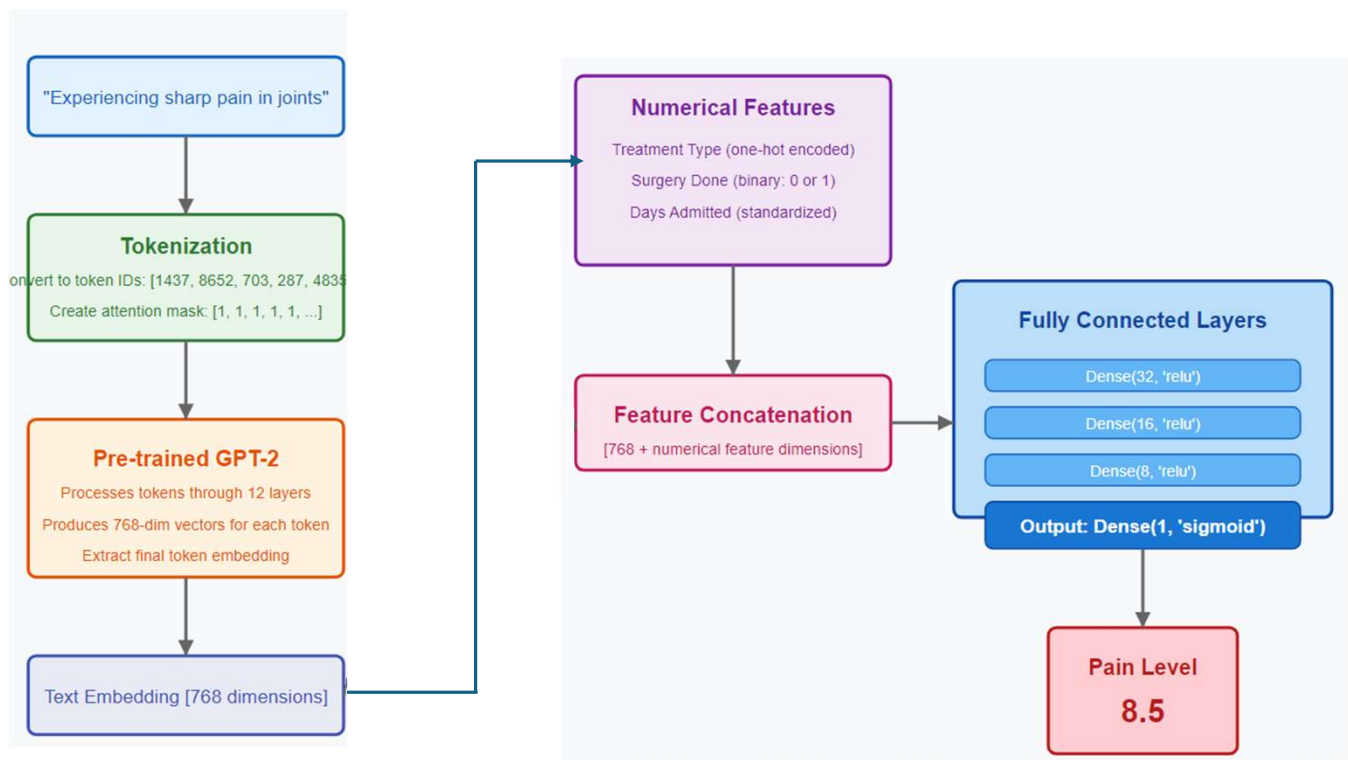 "Experiencing sharp pain in joints"
Tokenization
onvert to token IDs: [1437, 8652, 703, 287, 4835
Create attention mask: [1, 1, 1, 1, 1, ...]
Pre-trained GPT-2
Processes tokens through 12 layers
Produces 768-dim vectors for each token
Extract final token embedding
Text Embedding [768 dimensions]
Numerical Features
Treatment Type (one-hot encoded)
Surgery Done (binary: 0 or 1)
Days Admitted (standardized)
Feature Concatenation
[768 + numerical feature dimensions]
Fully Connected Layers
Dense(32, 'relu')
Dense(16, 'relu')
Dense(8, 'relu')
Output: Dense(1, 'sigmoid')
Pain Level
8.5